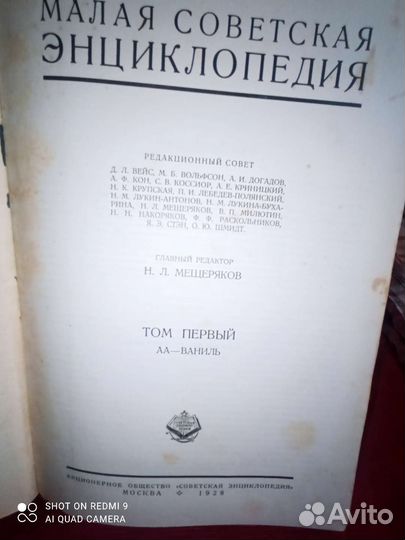 МАЛАЯ СОВЕТСКАЯ
ЭНЦИКЛОПЕДИЯ
РЕДАКЦИОННЫЙ СОВЕТ
Д. Л. ВЕЙС, М. Б. ВОЛЬФСОН, А. И. ДОГАДОВ,
А. Ф. КОН, С. В. КОССИОР, А. Е. КРИНИЦКИЙ,
Н. К. КРУПСКАЯ, П. И. ЛЕБЕДЕВ-ПОЛЯНСКИЙ,
Н. М. ЛУКИН-АНТОНОВ, Н. М. ЛУКИНА-БУХА-
РИНА, Н. Л. МЕЩЕРЯКОВ, В. П. МИЛЮТИН,
Н. Н. НАКОРЯКОВ, Ф. Ф. РАСКОЛЬНИКОВ,
Я. Э. СТЭН, О. Ю. ШМИДТ.
ГЛАВНЫЙ РЕДАКТОР
Н. Л. МЕЩЕРЯКОВ
ТОМ ПЕРВЫЙ
АА—ВАНИЛЬ
АКЦИОНЕРНОЕ ОБЩЕСТВО «СОВЕТСКАЯ ЭНЦИКЛОПЕДИЯ»
МОСКВА 1928
SHOT ON REDMI 9
AI QUAD CAMERA
Avito